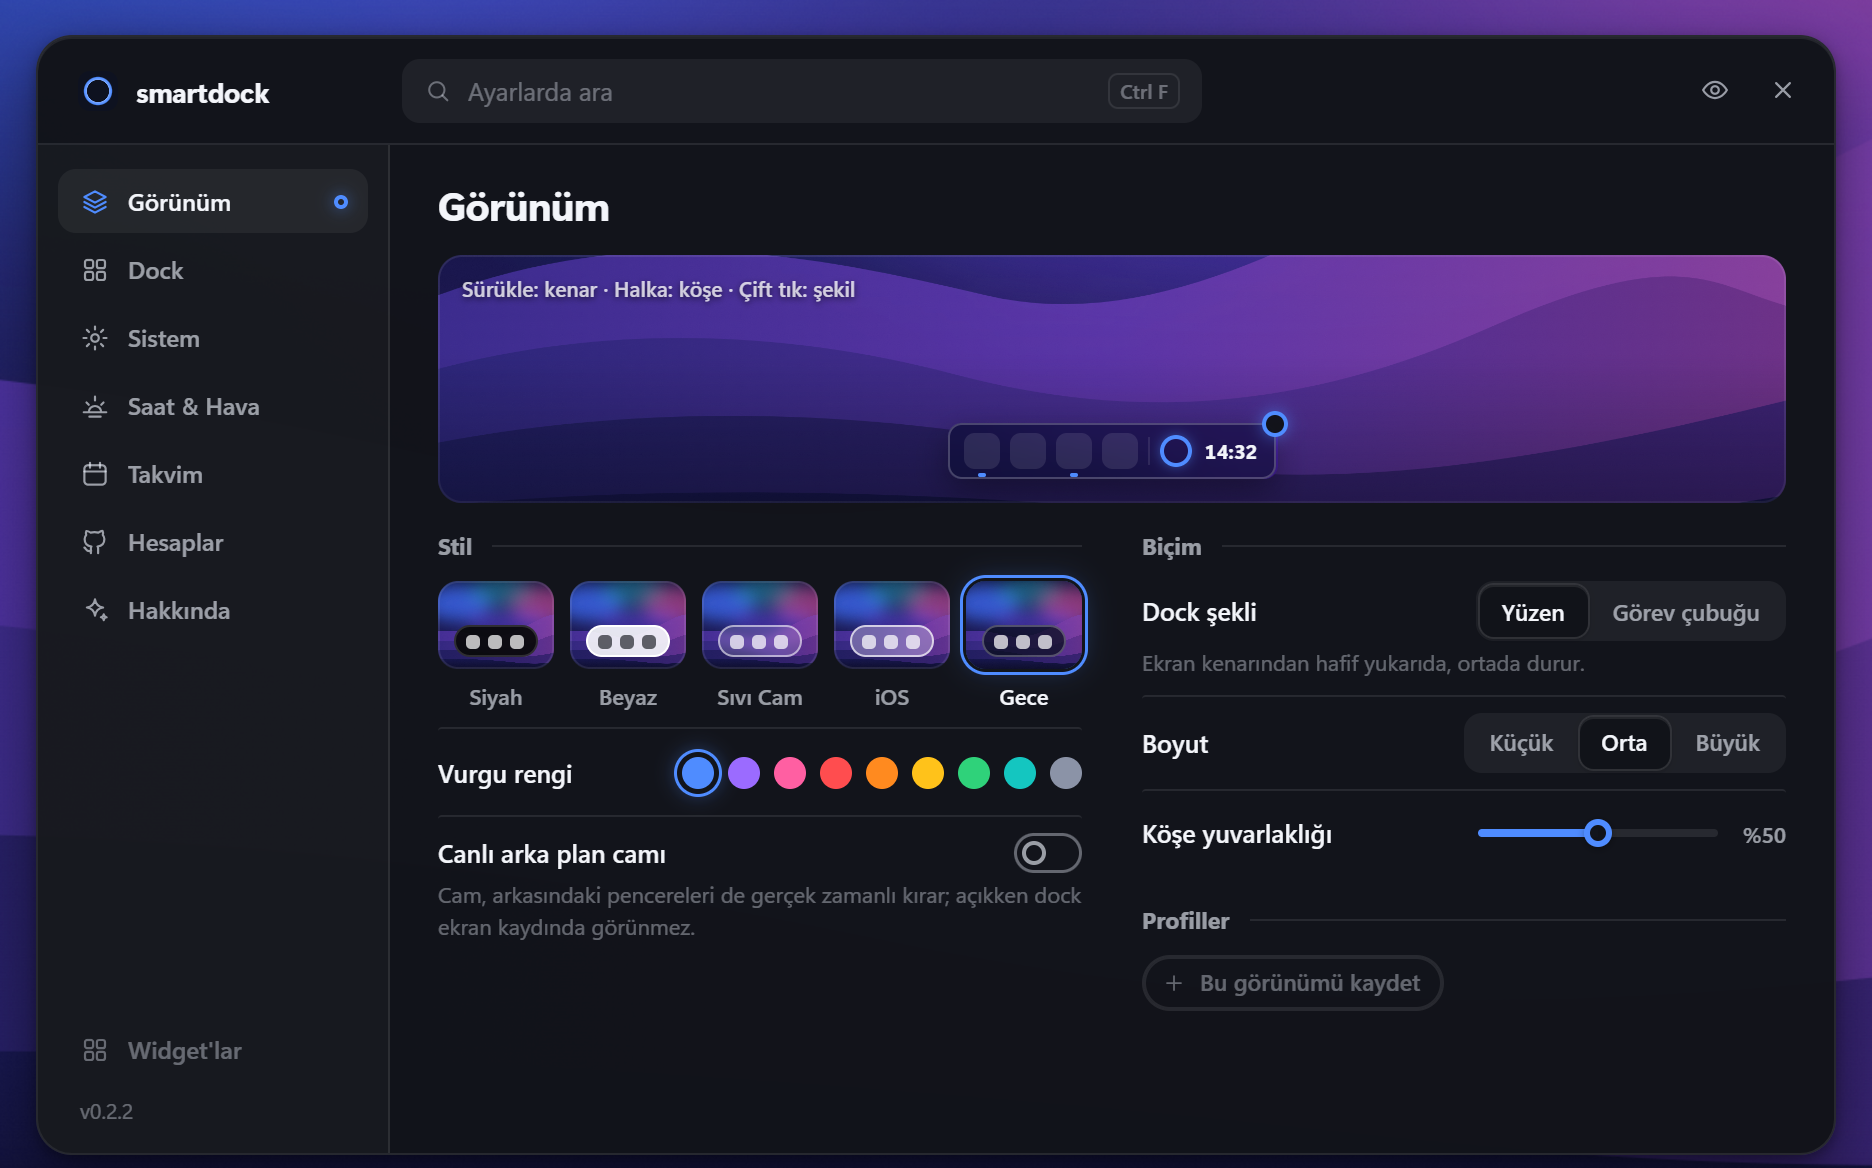 smartdock
Ayarlarda ara
Ctrl F
Görünüm
Dock
Sistem
Saat & Hava
Takvim
Hesaplar
Hakkında
Widget'lar
v0.2.2
Görünüm
Sürükle: kenar · Halka: köşe · Çift tık: şekil
14:32
Stil
Siyah
Beyaz
Sıvı Cam
iOS
Gece
Vurgu rengi
Canlı arka plan camı
Cam, arkasındaki pencereleri de gerçek zamanlı kırar; açıkken dock
ekran kaydında görünmez.
Biçim
Dock şekli
Yüzen
Görev çubuğu
Ekran kenarından hafif yukarıda, ortada durur.
Boyut
Küçük
Orta
Büyük
Köşe yuvarlaklığı
%50
Profiller
Bu görünümü kaydet